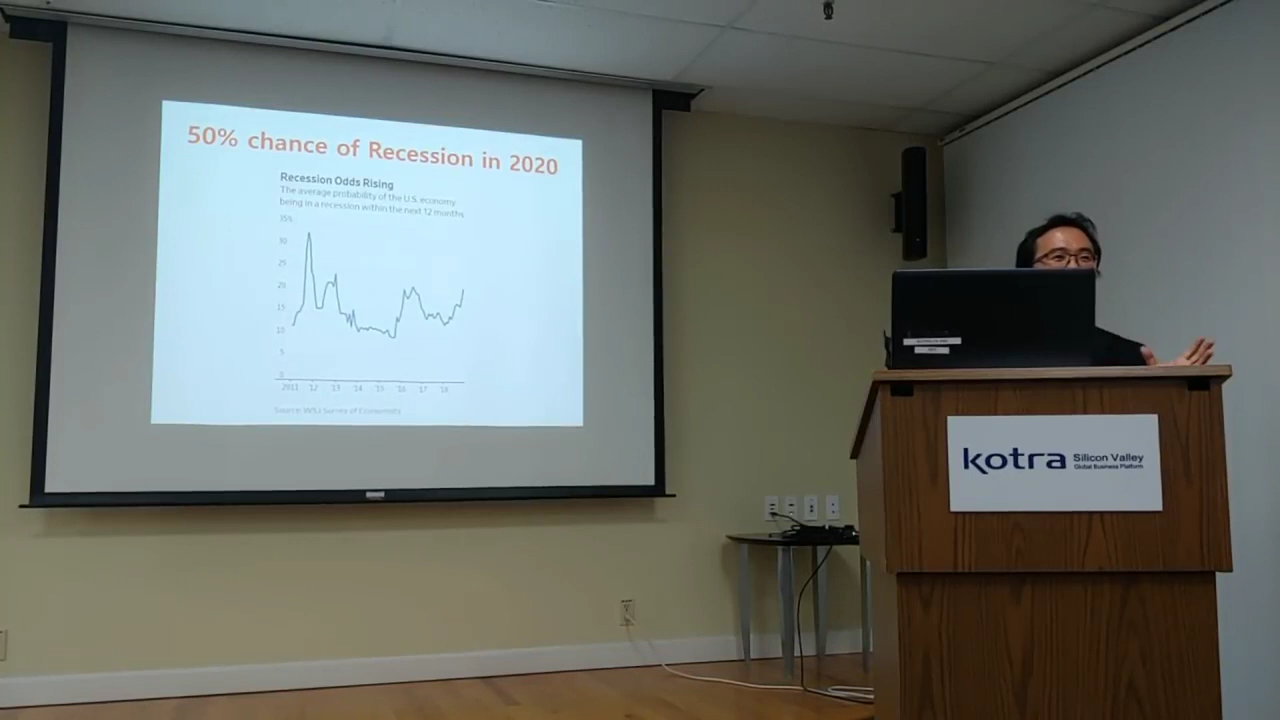 50% chance of Recession in 2020
Recession Odds Rising
The average probability of the U.S. economy
being in a recession within the next 12 months
35%
30
25
20
15
10
5
0
2011 '12 '13 '14 '15 '16 '17 '18
Source: WSJ Survey of Economists
kotra Silicon Valley
Global Business Platform